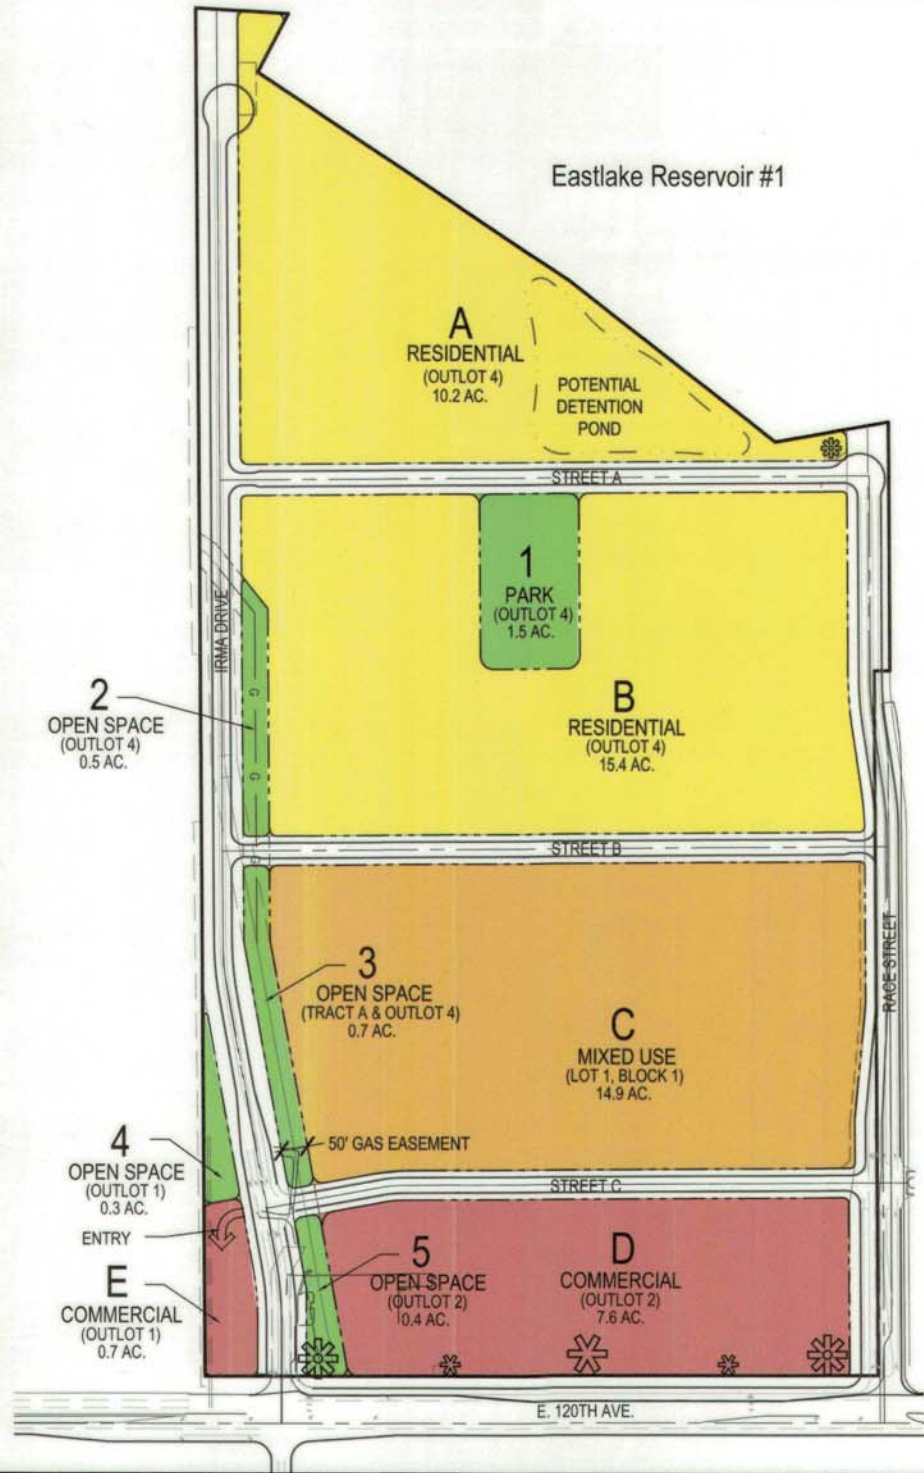 Eastlake Reservoir #1
A
RESIDENTIAL
(OUTLOT 4)
10.2 AC.
POTENTIAL
DETENTION
POND
STREET A
1
PARK
(OUTLOT 4)
1.5 AC.
IRMA DRIVE
2
OPEN SPACE
(OUTLOT 4)
0.5 AC.
G
G
B
RESIDENTIAL
(OUTLOT 4)
15.4 AC.
STREET B
G
3
OPEN SPACE
(TRACT A & OUTLOT 4)
0.7 AC.
RACE STREET
C
MIXED USE
(LOT 1, BLOCK 1)
14.9 AC.
50' GAS EASEMENT
4
OPEN SPACE
(OUTLOT 1)
0.3 AC.
STREET C
ENTRY
E
COMMERCIAL
(OUTLOT 1)
0.7 AC.
5
OPEN SPACE
(OUTLOT 2)
0.4 AC.
D
COMMERCIAL
(OUTLOT 2)
7.6 AC.
E. 120TH AVE.